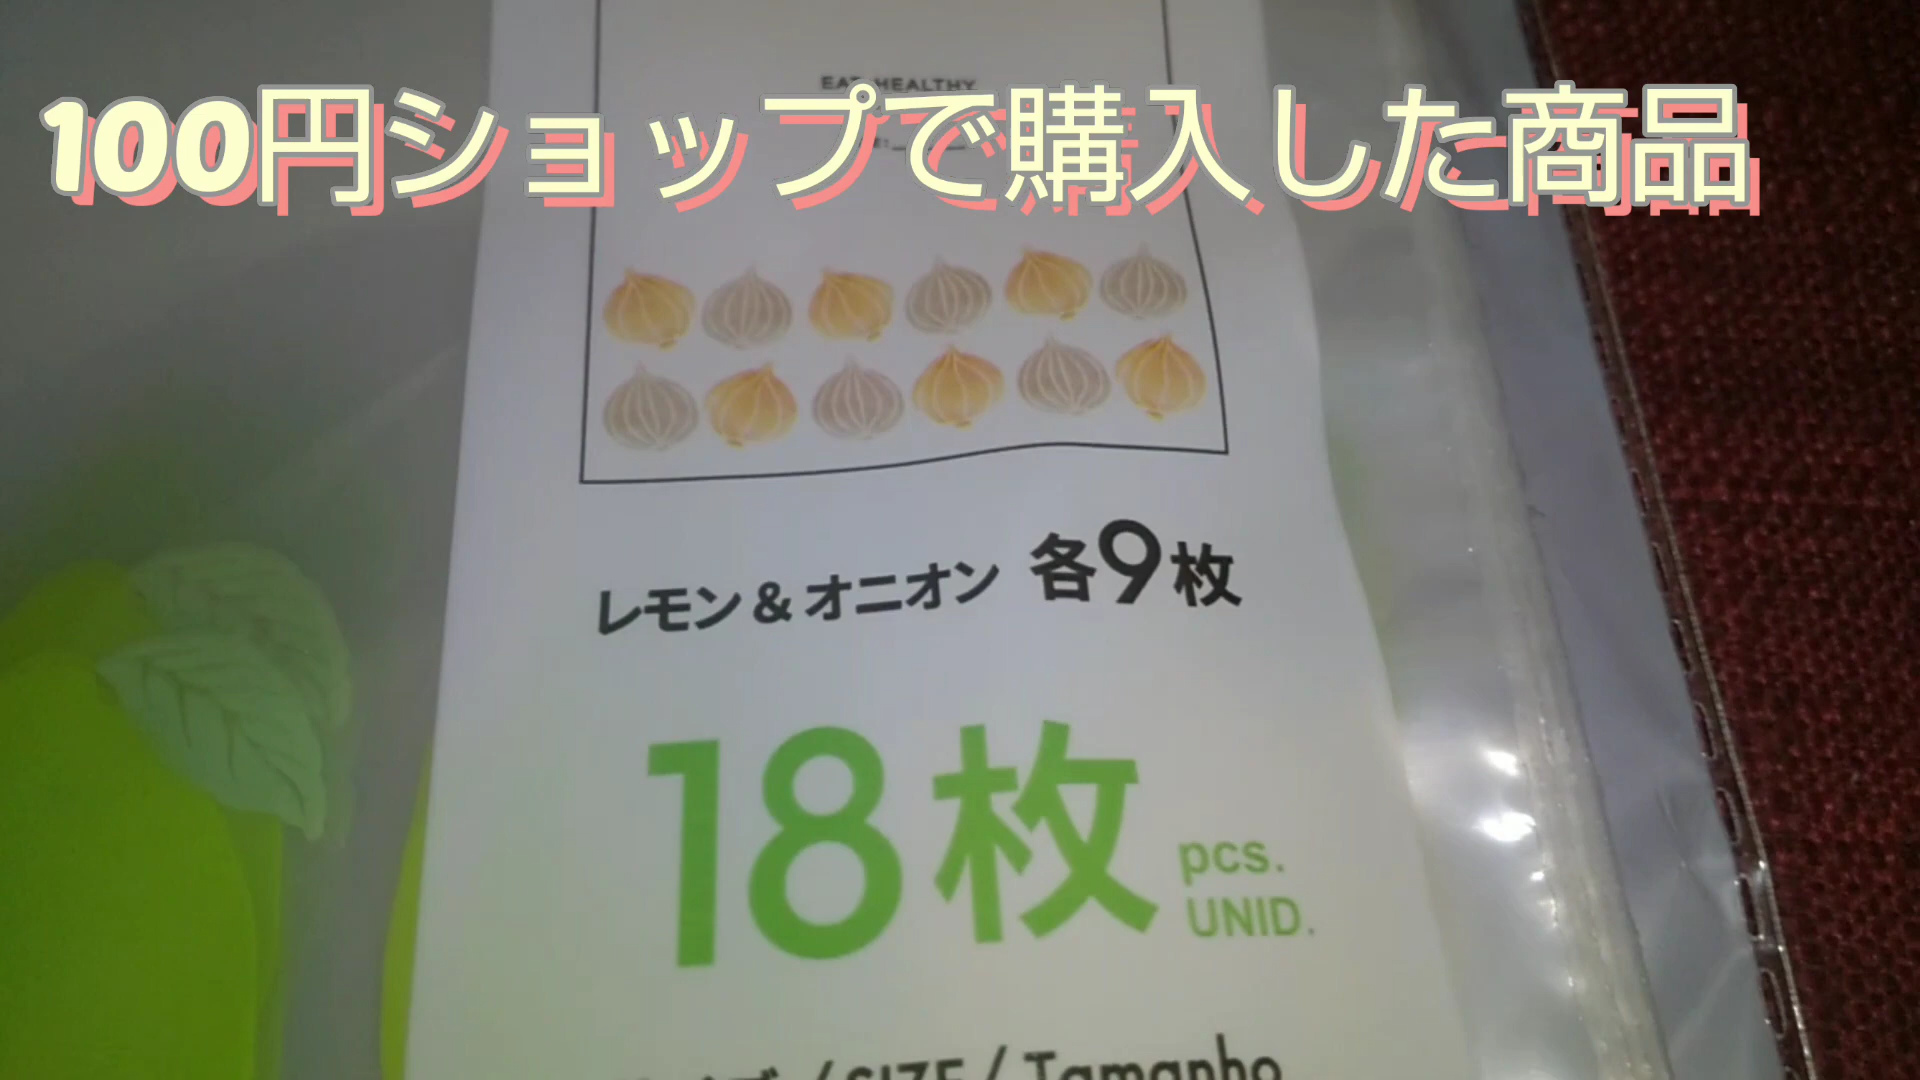 EAT HEALTHY
100円ショップで購入した商品
レモン&オニオン 各9枚
18枚
pcs.
UNID.
/ SIZE / Tamanho